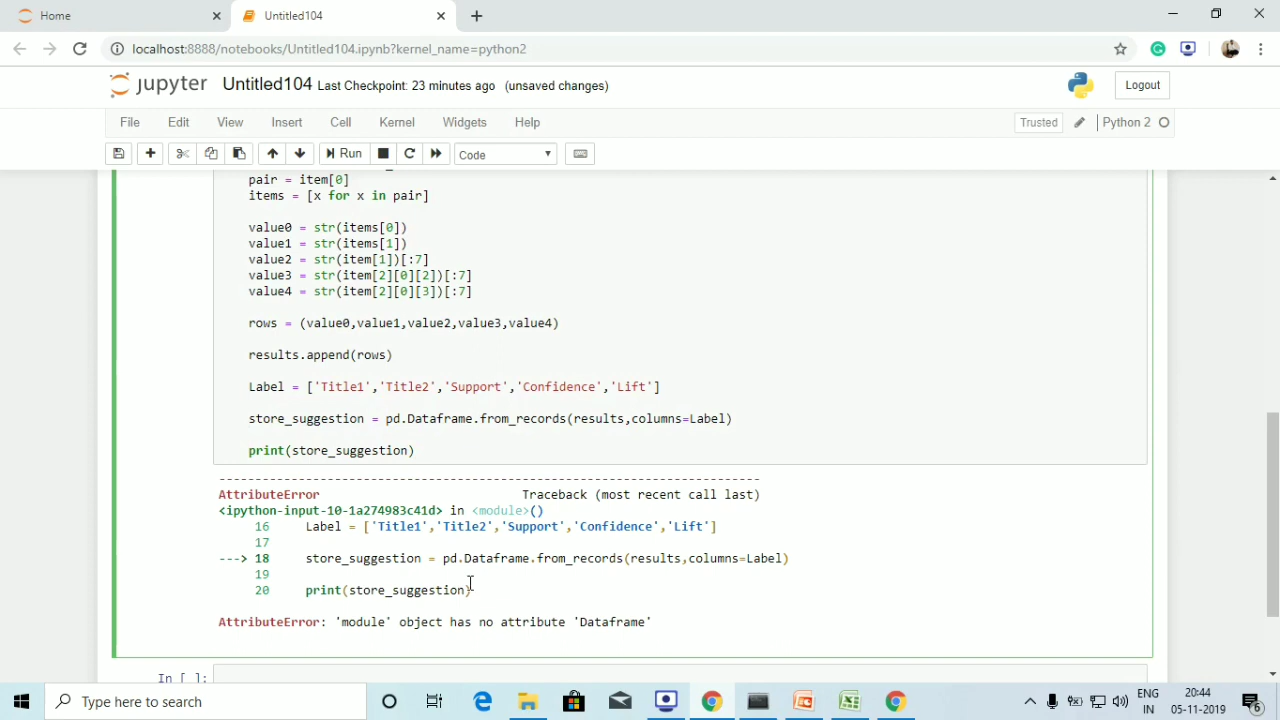 Home
Untitled104
localhost:8888/notebooks/Untitled104.ipynb?kernel_name=python2
jupyter Untitled104 Last Checkpoint: 23 minutes ago (unsaved changes)
Logout
File Edit View Insert Cell Kernel Widgets Help
Trusted
Python 2
Run
Code
pair = item[0]
items = [x for x in pair]
value0 = str(items[0])
value1 = str(items[1])
value2 = str(item[1])[:7]
value3 = str(item[2][0][2])[:7]
value4 = str(item[2][0][3])[:7]
rows = (value0,value1,value2,value3,value4)
results.append(rows)
Label = ['Title1','Title2','Support','Confidence','Lift']
store_suggestion = pd.Dataframe.from_records(results,columns=Label)
print(store_suggestion)
---------------------------------------------------------------------------
AttributeError Traceback (most recent call last)
<ipython-input-10-1a274983c41d> in <module>()
16 Label = ['Title1','Title2','Support','Confidence','Lift']
17
---> 18 store_suggestion = pd.Dataframe.from_records(results,columns=Label)
19
20 print(store_suggestion)
AttributeError: 'module' object has no attribute 'Dataframe'
In [ ]:
Type here to search
ENG
IN
20:44
05-11-2019
6